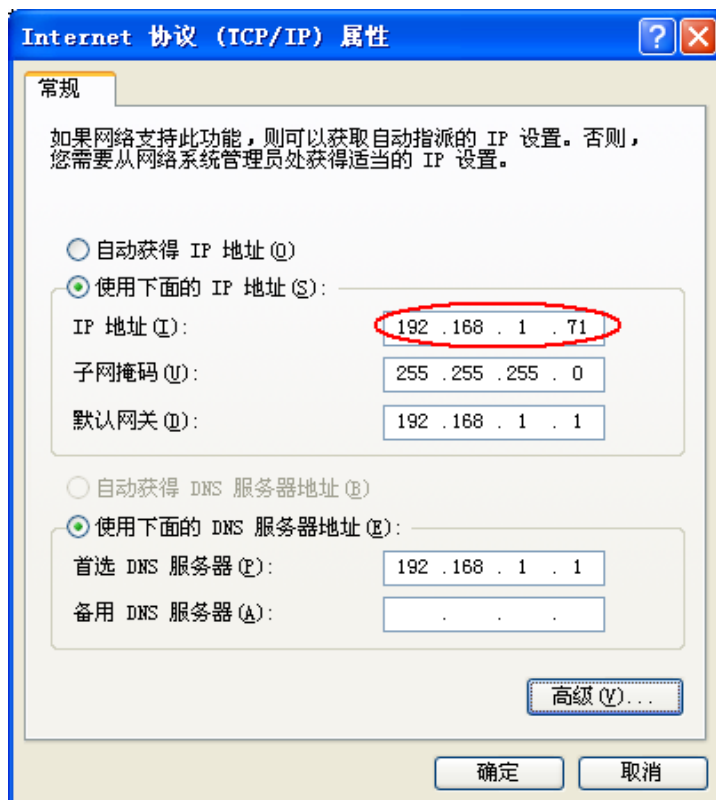 Internet 协议 (TCP/IP) 属性
常规
如果网络支持此功能，则可以获取自动指派的 IP 设置。否则，
您需要从网络系统管理员处获得适当的 IP 设置。
自动获得 IP 地址(O)
使用下面的 IP 地址(S):
IP 地址(I): 192 .168 . 1 . 71
子网掩码(U): 255 .255 .255 . 0
默认网关(D): 192 .168 . 1 . 1
自动获得 DNS 服务器地址(B)
使用下面的 DNS 服务器地址(E):
首选 DNS 服务器(P): 192 .168 . 1 . 1
备用 DNS 服务器(A): . . .
高级(V)...
确定 取消